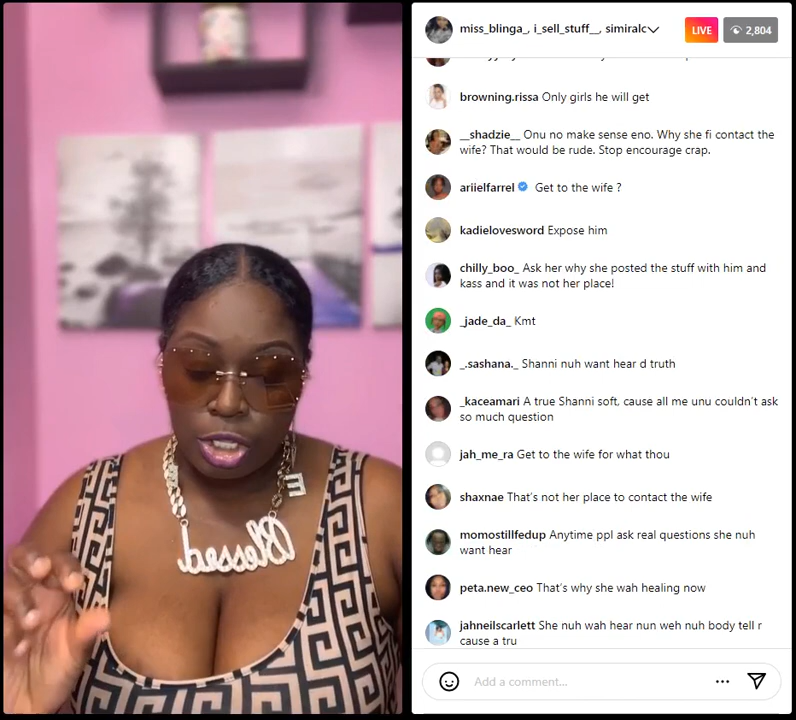 miss_blinga_, i_sell_stuff__, simiralc
LIVE
2,804
browning.rissa Only girls he will get
__shadzie__ Onu no make sense eno. Why she fi contact the
wife? That would be rude. Stop encourage crap.
ariielfarrel Get to the wife ?
kadielovesword Expose him
chilly_boo_ Ask her why she posted the stuff with him and
kass and it was not her place!
_jade_da_ Kmt
_.sashana._ Shanni nuh want hear d truth
_kaceamari A true Shanni soft, cause all me unu couldn't ask
so much question
jah_me_ra Get to the wife for what thou
shaxnae That's not her place to contact the wife
momostillfedup Anytime ppl ask real questions she nuh
want hear
peta.new_ceo That's why she wah healing now
jahneilscarlett She nuh wah hear nun weh nuh body tell r
cause a tru
Add a comment...
Blessed
E